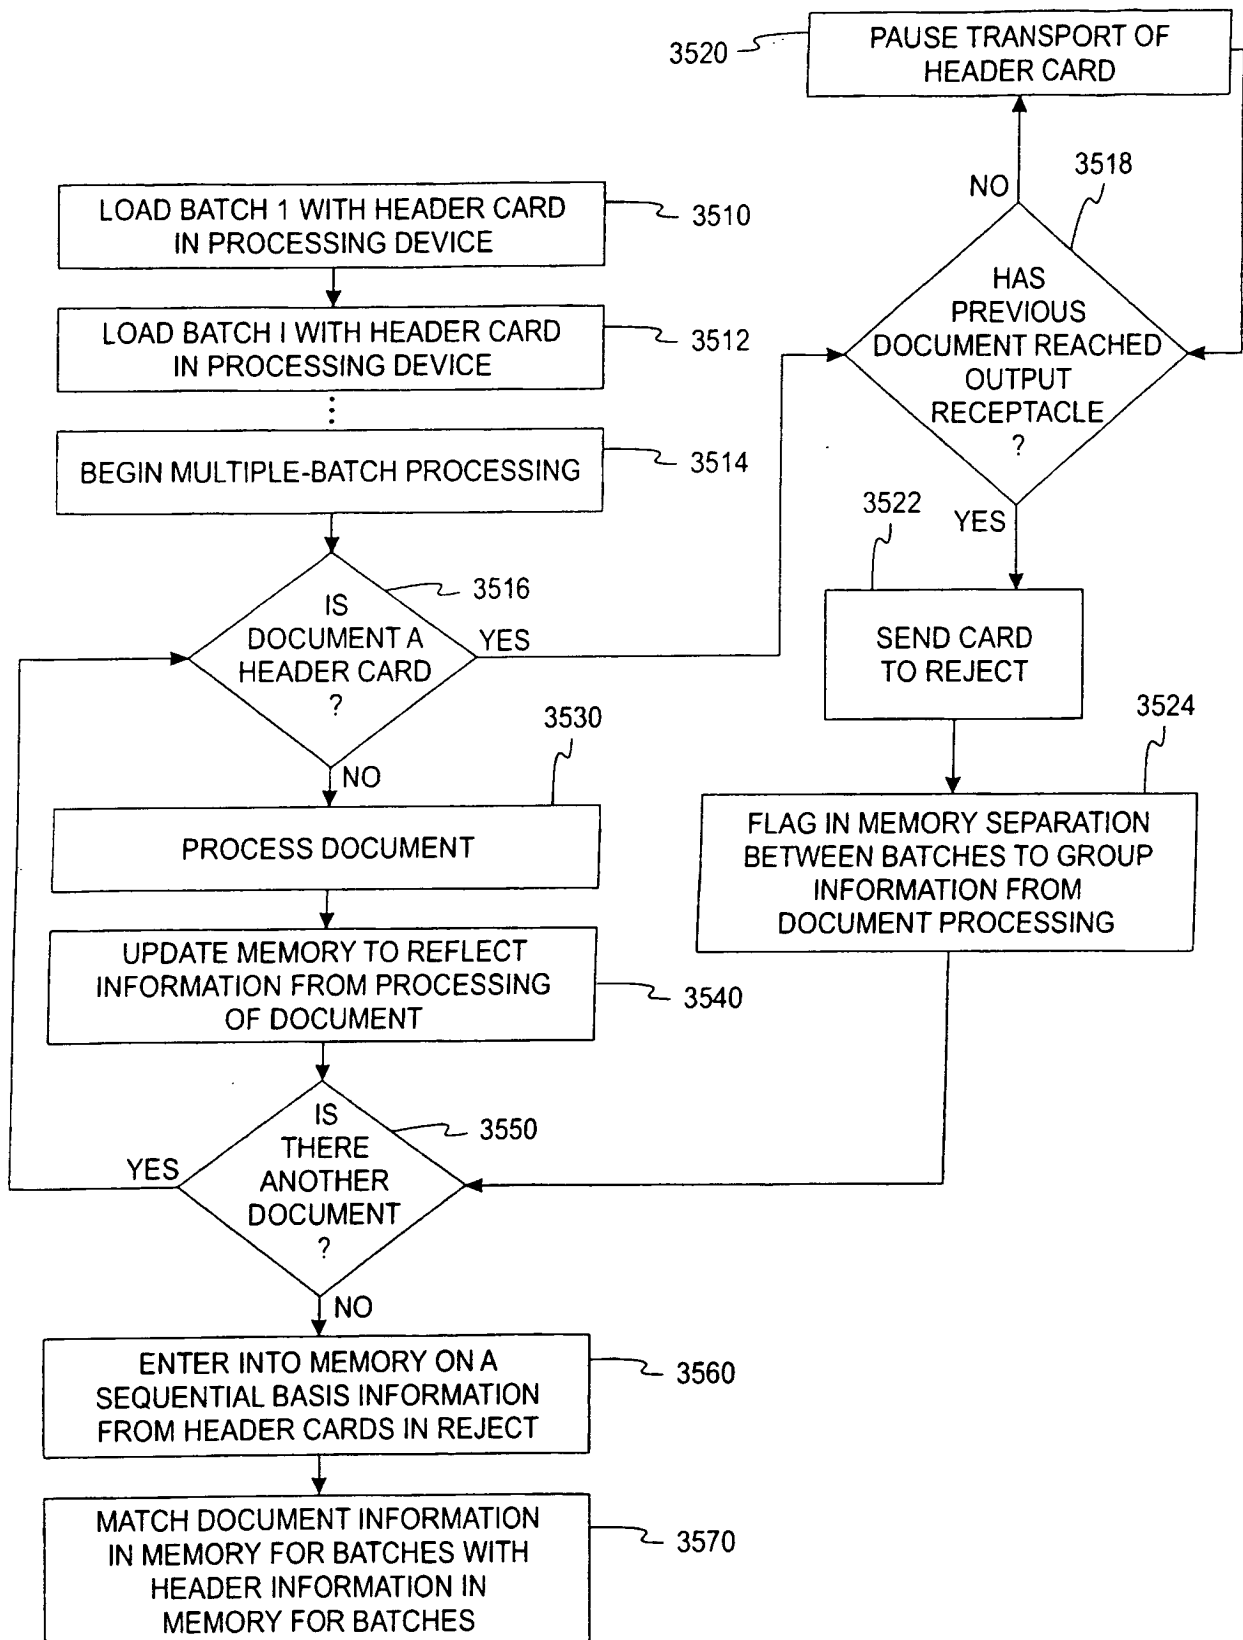 3520
PAUSE TRANSPORT OF
HEADER CARD
LOAD BATCH 1 WITH HEADER CARD
IN PROCESSING DEVICE
3510
LOAD BATCH I WITH HEADER CARD
IN PROCESSING DEVICE
3512
BEGIN MULTIPLE-BATCH PROCESSING
3514
IS
DOCUMENT A
HEADER CARD
?
3516
YES
NO
NO
3518
HAS
PREVIOUS
DOCUMENT REACHED
OUTPUT
RECEPTACLE
?
YES
3522
SEND CARD
TO REJECT
3524
FLAG IN MEMORY SEPARATION
BETWEEN BATCHES TO GROUP
INFORMATION FROM
DOCUMENT PROCESSING
3530
PROCESS DOCUMENT
UPDATE MEMORY TO REFLECT
INFORMATION FROM PROCESSING
OF DOCUMENT
3540
IS
THERE
ANOTHER
DOCUMENT
?
3550
YES
NO
ENTER INTO MEMORY ON A
SEQUENTIAL BASIS INFORMATION
FROM HEADER CARDS IN REJECT
3560
MATCH DOCUMENT INFORMATION
IN MEMORY FOR BATCHES WITH
HEADER INFORMATION IN
MEMORY FOR BATCHES
3570